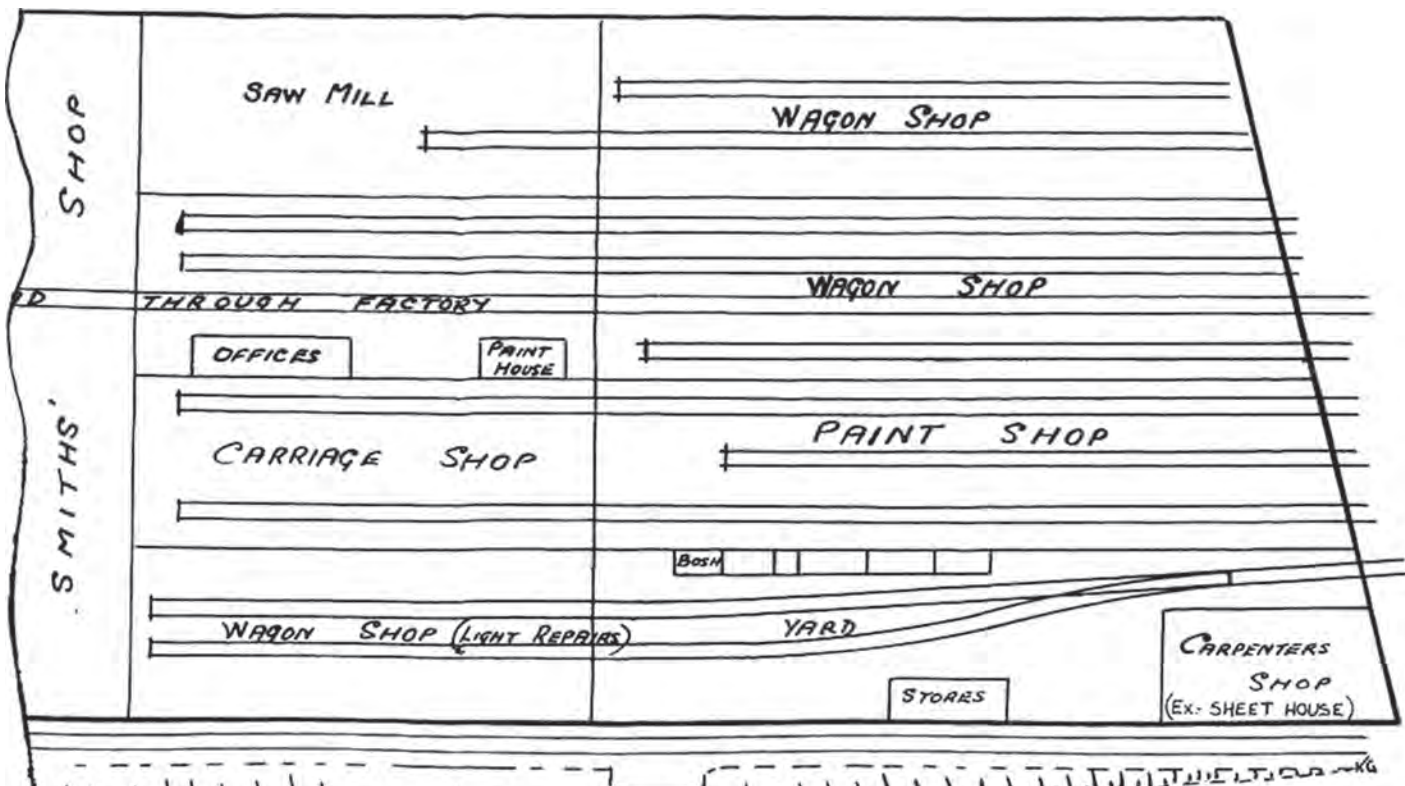 SAW MILL
WAGON SHOP
SMITHS' SHOP
WAGON SHOP
THROUGH FACTORY
OFFICES
PAINT
HOUSE
CARRIAGE SHOP
PAINT SHOP
BOSH
WAGON SHOP (LIGHT REPAIRS)
YARD
STORES
CARPENTERS
SHOP
(EX- SHEET HOUSE)
KG